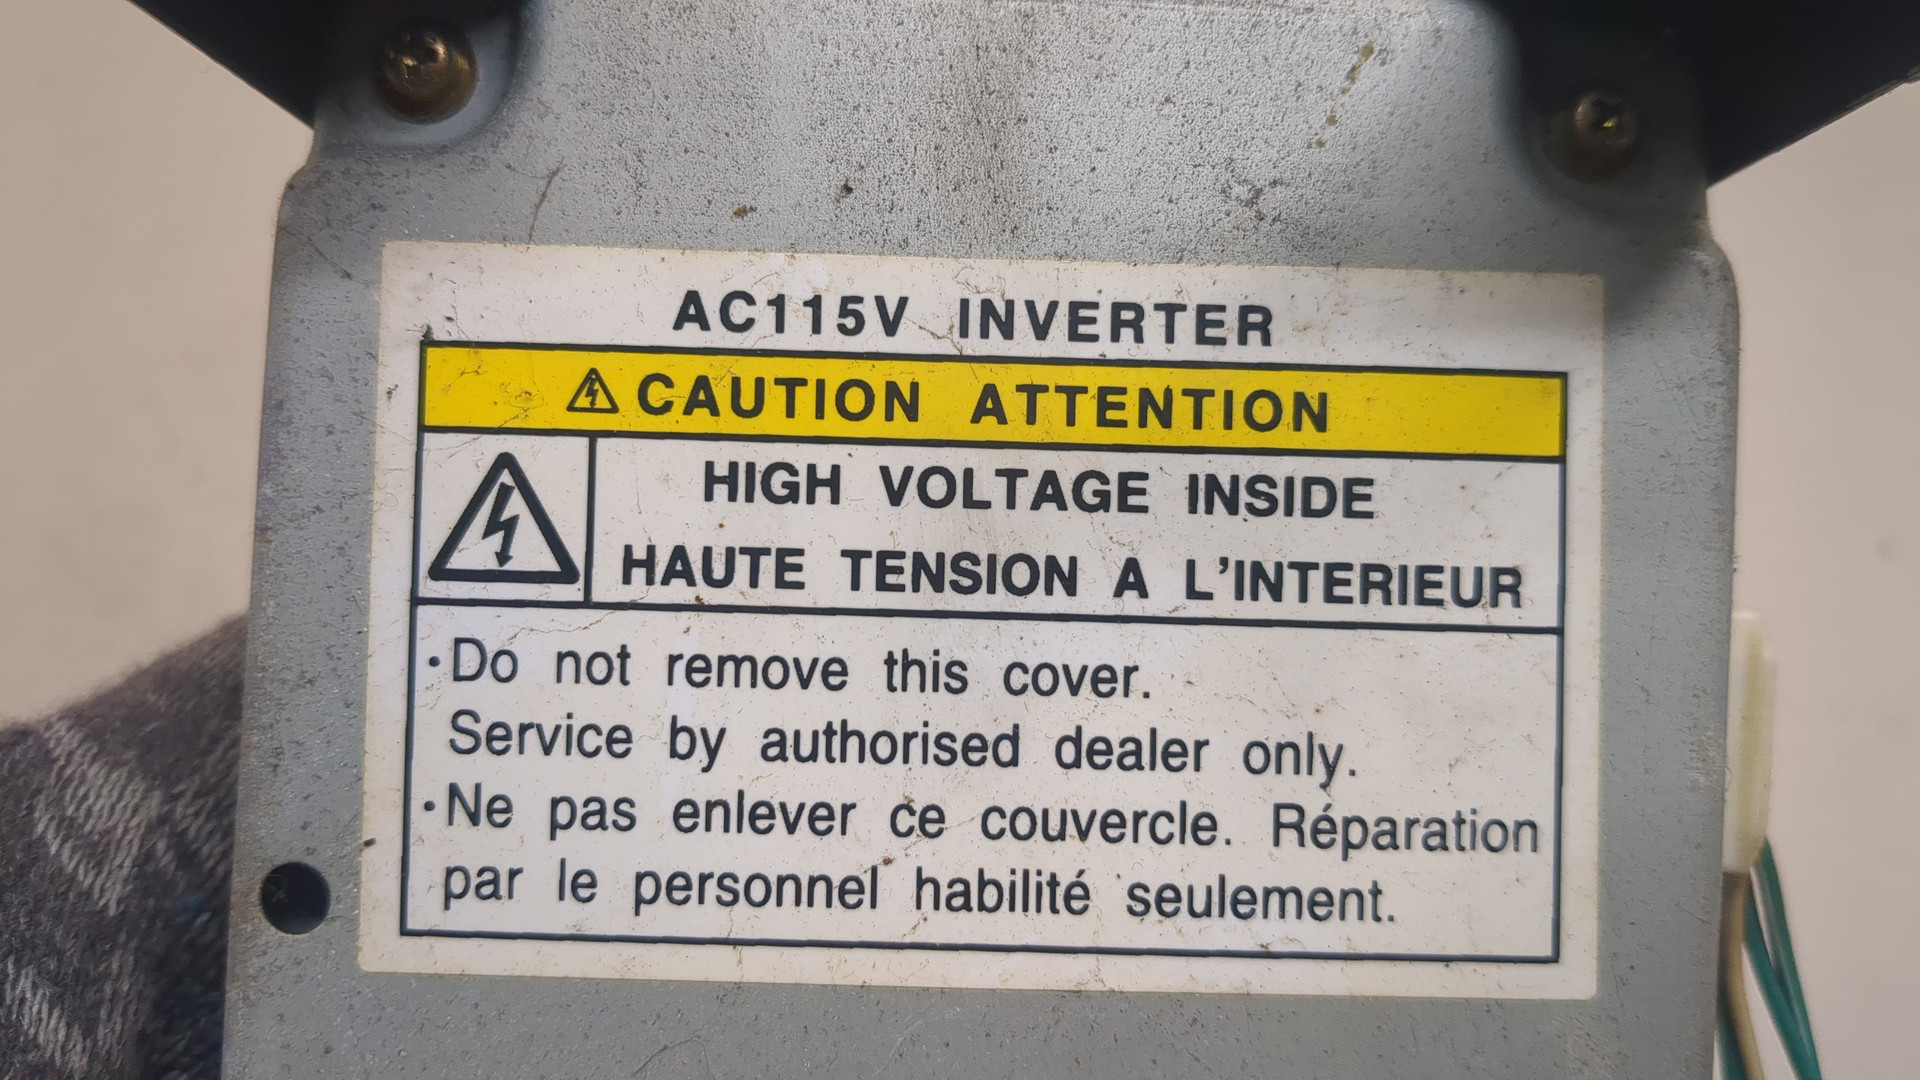 AC115V INVERTER
CAUTION ATTENTION
HIGH VOLTAGE INSIDE
HAUTE TENSION A L'INTERIEUR
·Do not remove this cover.
Service by authorised dealer only.
·Ne pas enlever ce couvercle. Réparation
par le personnel habilité seulement.